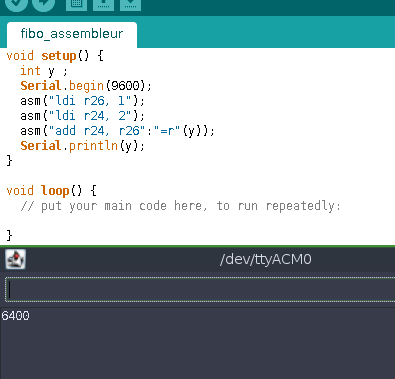 fibo_assembleur
void setup() {
  int y ;
  Serial.begin(9600);
  asm("ldi r26, 1");
  asm("ldi r24, 2");
  asm("add r24, r26":"=r"(y));
  Serial.println(y);
}
void loop() {
  // put your main code here, to run repeatedly:
}
/dev/ttyACM0
6400